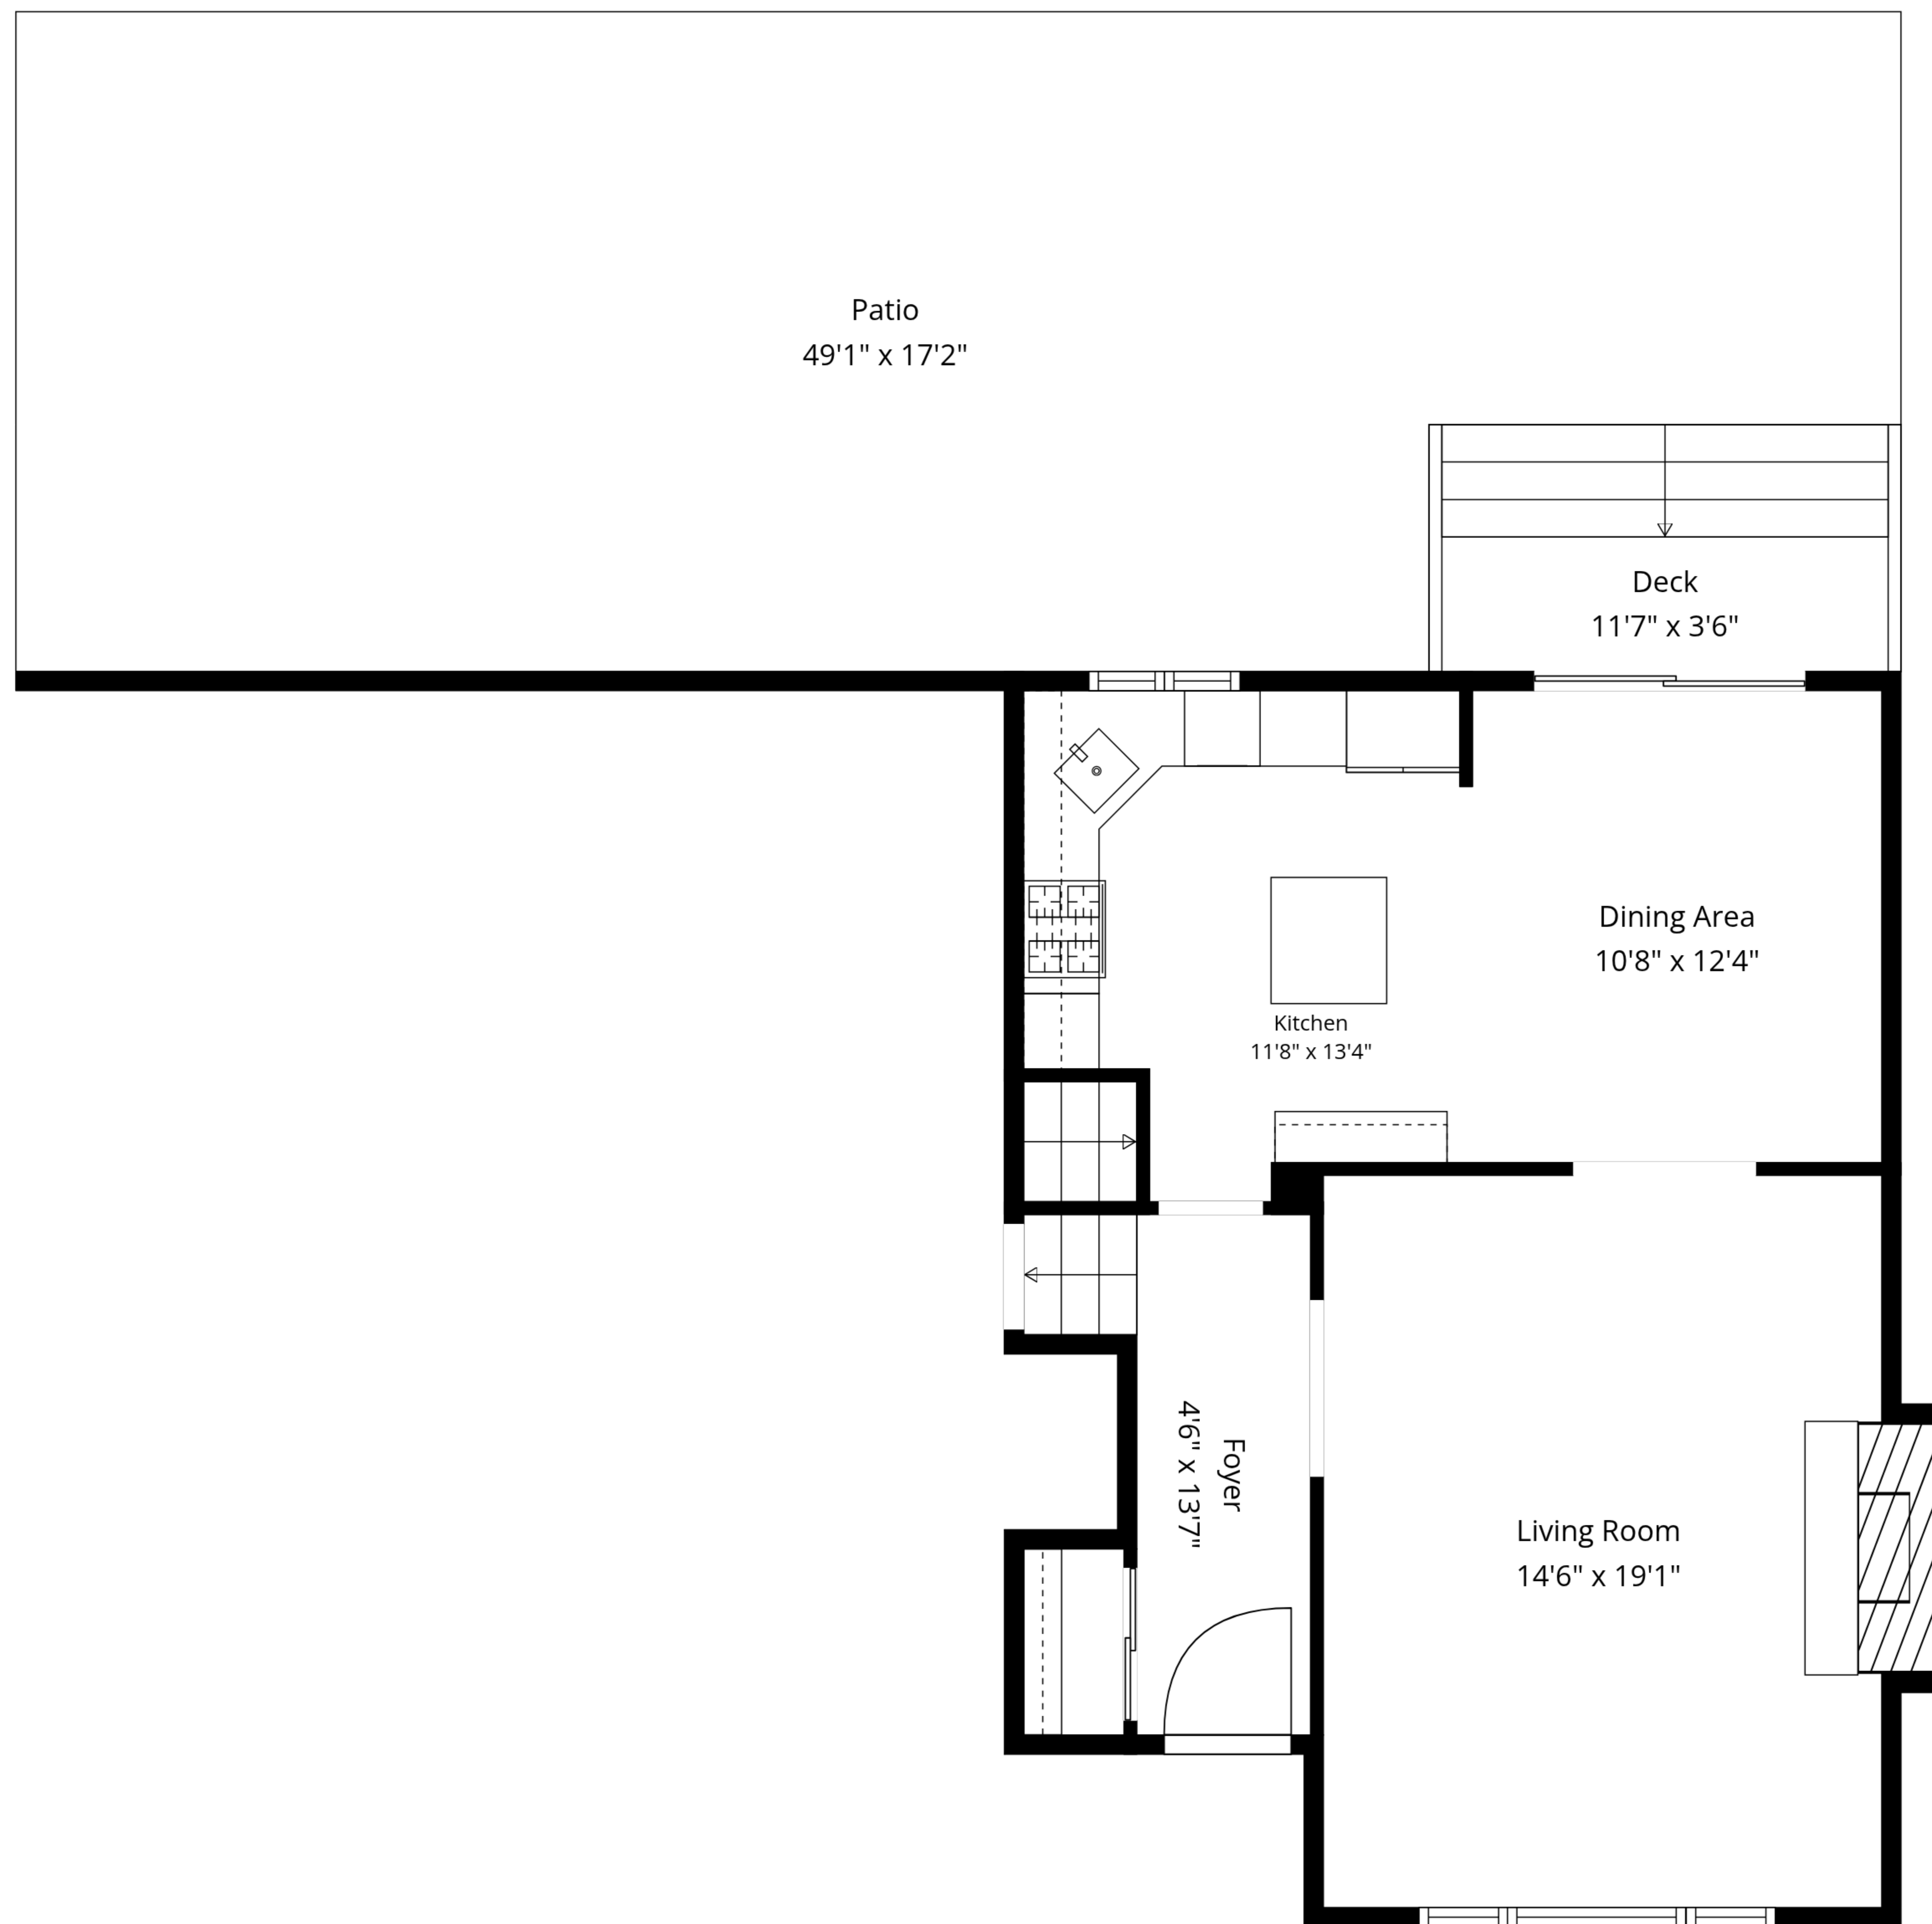 Patio
49'1" x 17'2"
Deck
11'7" x 3'6"
Dining Area
10'8" x 12'4"
Kitchen
11'8" x 13'4"
Foyer
4'6" x 13'7"
Living Room
14'6" x 19'1"